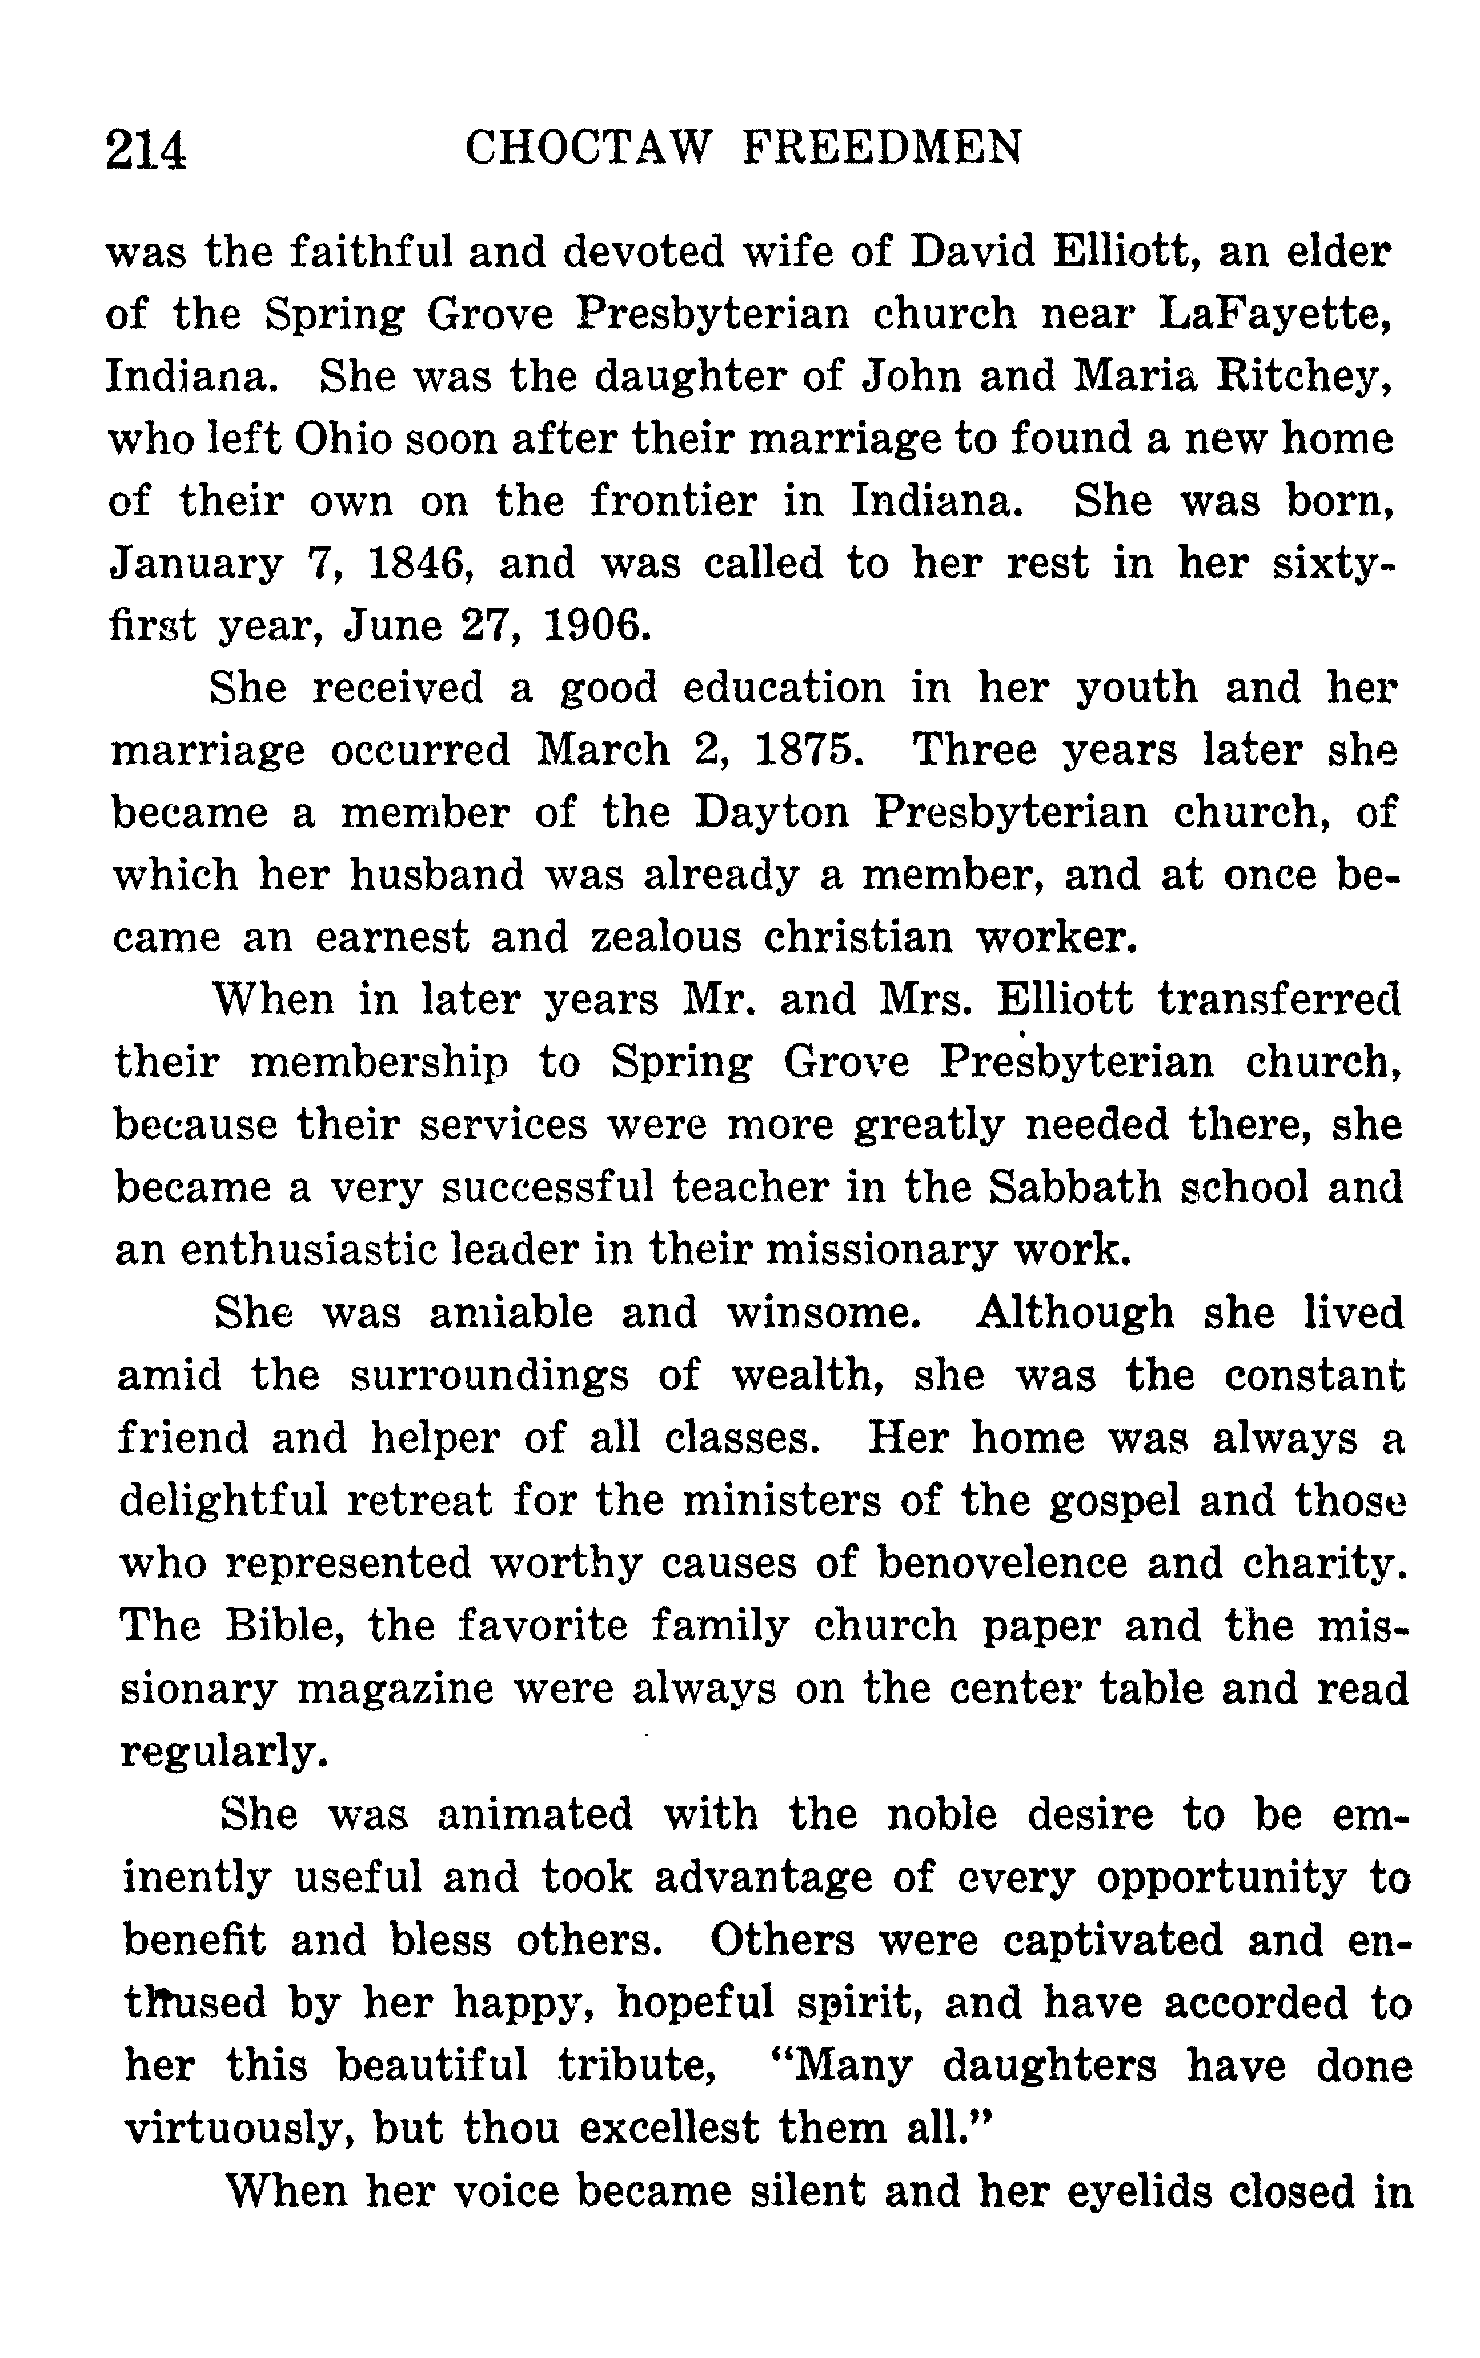 214 CHOCTAW FREEDMEN
was the faithful and devoted wife of David Elliott, an elder
of the Spring Grove Presbyterian church near LaFayette,
Indiana. She was the daughter of John and Maria Ritchey,
who left Ohio soon after their marriage to found a new home
of their own on the frontier in Indiana. She was born,
January 7, 1846, and was called to her rest in her sixty-
first year, June 27, 1906.
She received a good education in her youth and her
marriage occurred March 2, 1875. Three years later she
became a member of the Dayton Presbyterian church, of
which her husband was already a member, and at once be-
came an earnest and zealous christian worker.
When in later years Mr. and Mrs. Elliott transferred
their membership to Spring Grove Presbyterian church,
because their services were more greatly needed there, she
became a very successful teacher in the Sabbath school and
an enthusiastic leader in their missionary work.
She was amiable and winsome. Although she lived
amid the surroundings of wealth, she was the constant
friend and helper of all classes. Her home was always a
delightful retreat for the ministers of the gospel and those
who represented worthy causes of benovelence and charity.
The Bible, the favorite family church paper and the mis-
sionary magazine were always on the center table and read
regularly.
She was animated with the noble desire to be em-
inently useful and took advantage of every opportunity to
benefit and bless others. Others were captivated and en-
thused by her happy, hopeful spirit, and have accorded to
her this beautiful tribute, "Many daughters have done
virtuously, but thou excellest them all."
When her voice became silent and her eyelids closed in